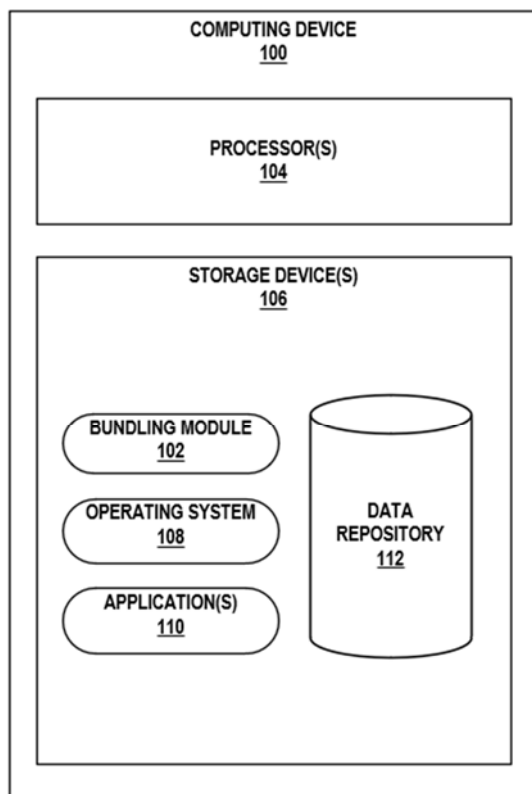 COMPUTING DEVICE
100
PROCESSOR(S)
104
STORAGE DEVICE(S)
106
BUNDLING MODULE
102
OPERATING SYSTEM
108
APPLICATION(S)
110
DATA
REPOSITORY
112